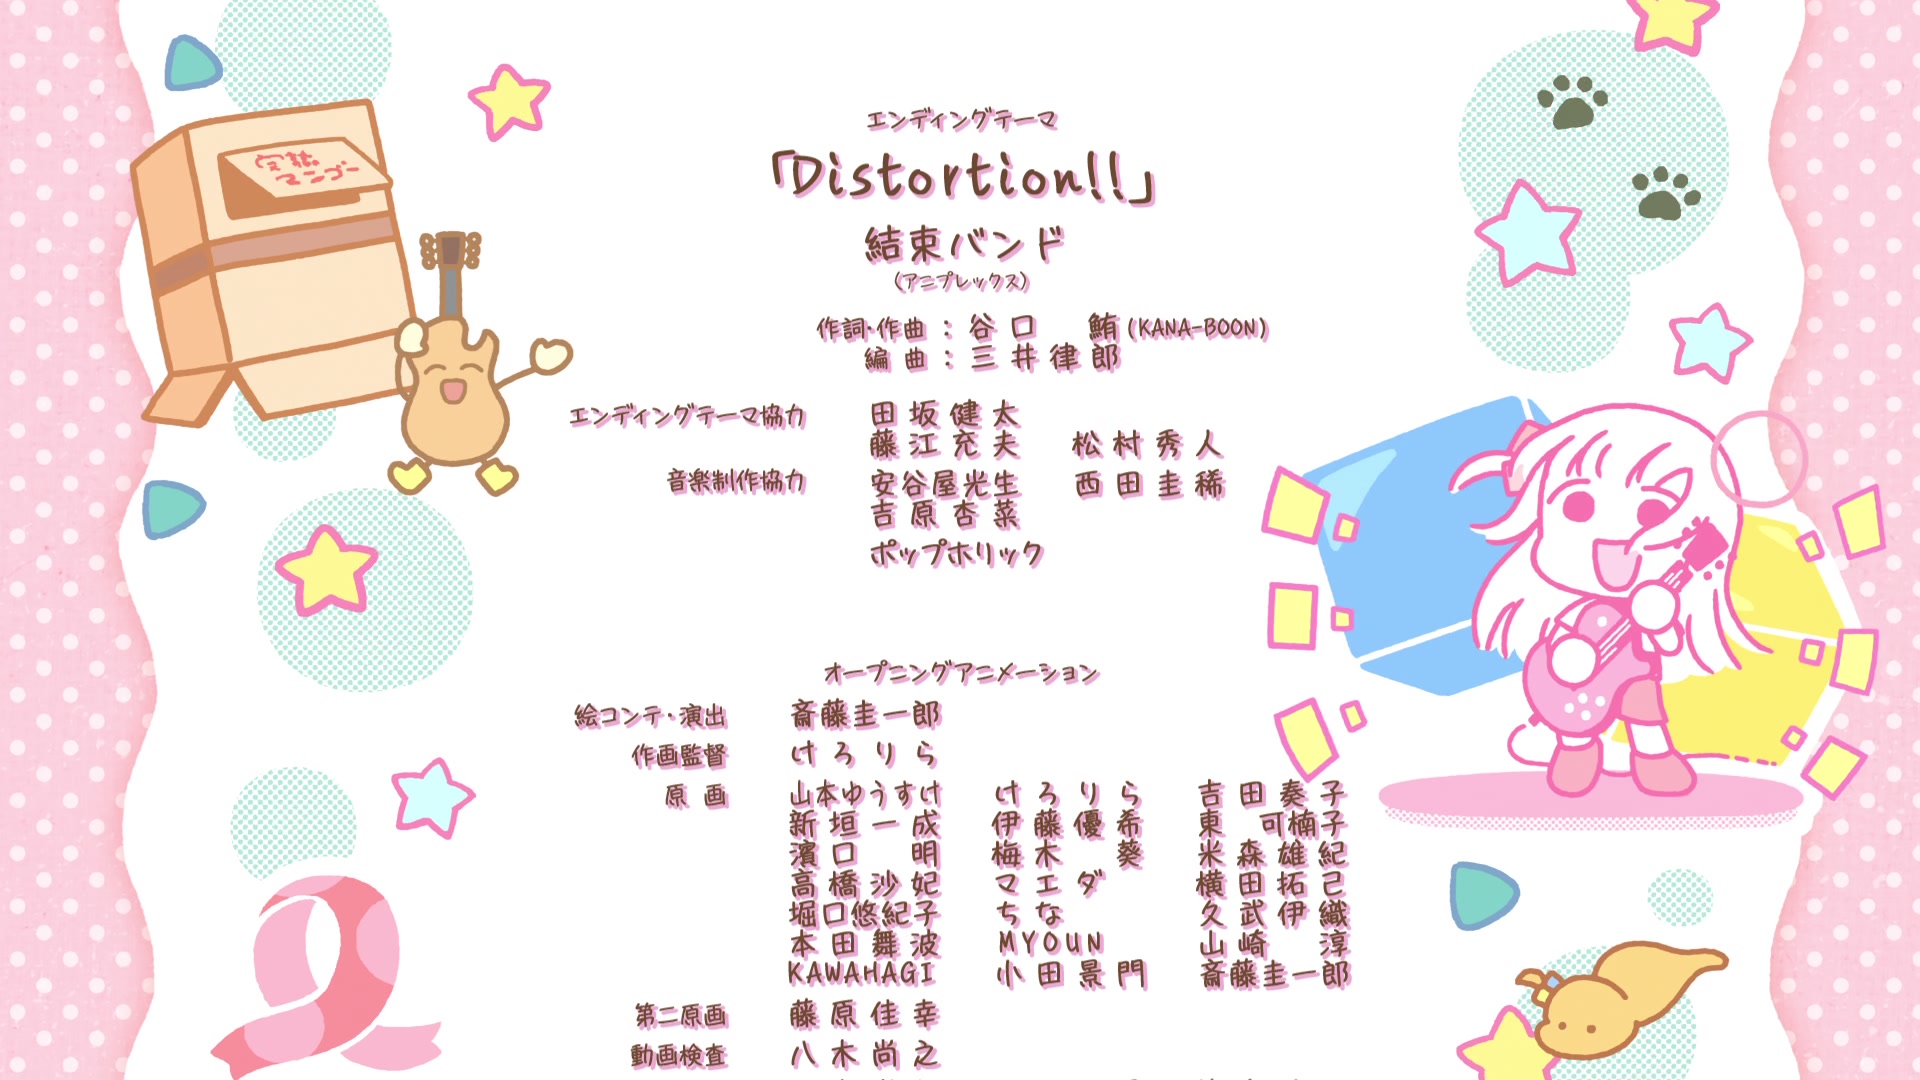 完熟
マンゴー
エンディングテーマ
「Distortion!!」
結束バンド
(アニプレックス)
作詞・作曲 : 谷口 鮪(KANA-BOON)
編曲 : 三井律郎
エンディングテーマ協力 田坂健太
藤江充夫 松村秀人
音楽制作協力 安谷屋光生 西田圭稀
吉原杏菜
ポップホリック
オープニングアニメーション
絵コンテ・演出 斎藤圭一郎
作画監督 けろりら
原画 山本ゆうすけ けろりら 吉田奏子
新垣一成 伊藤優希 東 可楠子
濱口 明 梅木 葵 米森雄紀
高橋沙妃 マエダ 横田拓己
堀口悠紀子 ちな 久武伊織
本田舞波 MYOUN 山崎 淳
KAWAHAGI 小田景門 斎藤圭一郎
第二原画 藤原佳幸
動画検査 八木尚之